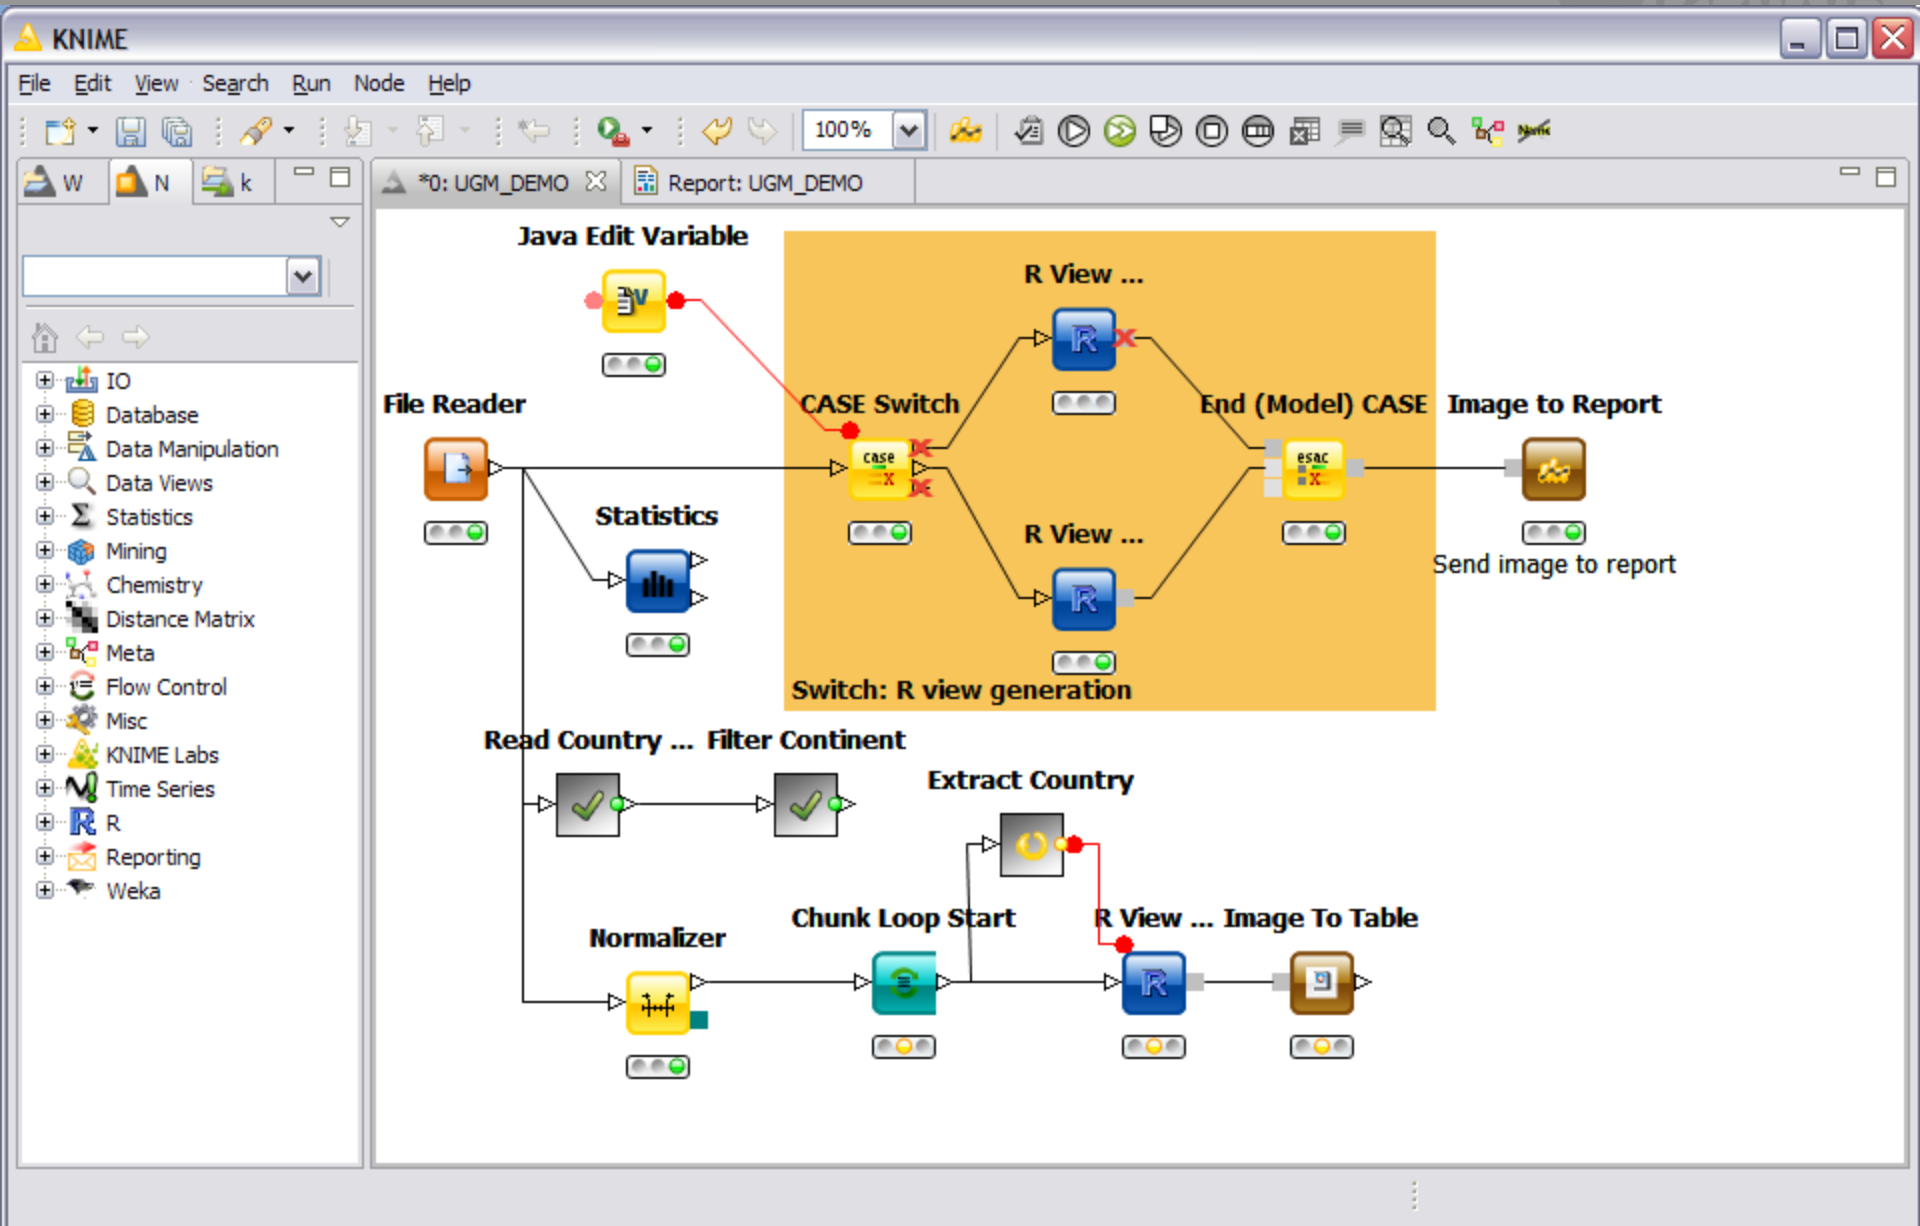 KNIME
File Edit View Search Run Node Help
100%
W N k
*0: UGM_DEMO Report: UGM_DEMO
IO
Database
Data Manipulation
Data Views
Statistics
Mining
Chemistry
Distance Matrix
Meta
Flow Control
Misc
KNIME Labs
Time Series
R
Reporting
Weka
Java Edit Variable
R View ...
File Reader
CASE Switch
End (Model) CASE
Image to Report
case
esac
Statistics
R View ...
Send image to report
Switch: R view generation
Read Country ... Filter Continent
Extract Country
Chunk Loop Start
R View ... Image To Table
Normalizer